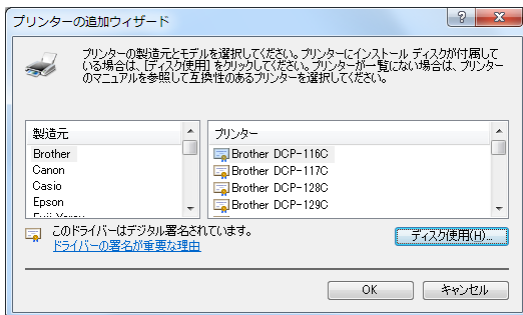 プリンターの追加ウィザード
プリンターの製造元とモデルを選択してください。プリンターにインストール ディスクが付属して
いる場合は、[ディスク使用] をクリックしてください。プリンターが一覧にない場合は、プリンター
のマニュアルを参照して互換性のあるプリンターを選択してください。
製造元
プリンター
Brother
Brother DCP-116C
Canon
Brother DCP-117C
Casio
Brother DCP-128C
Epson
Brother DCP-129C
Fuji Xerox
このドライバーはデジタル署名されています。
ディスク使用(H)...
ドライバーの署名が重要な理由
OK
キャンセル